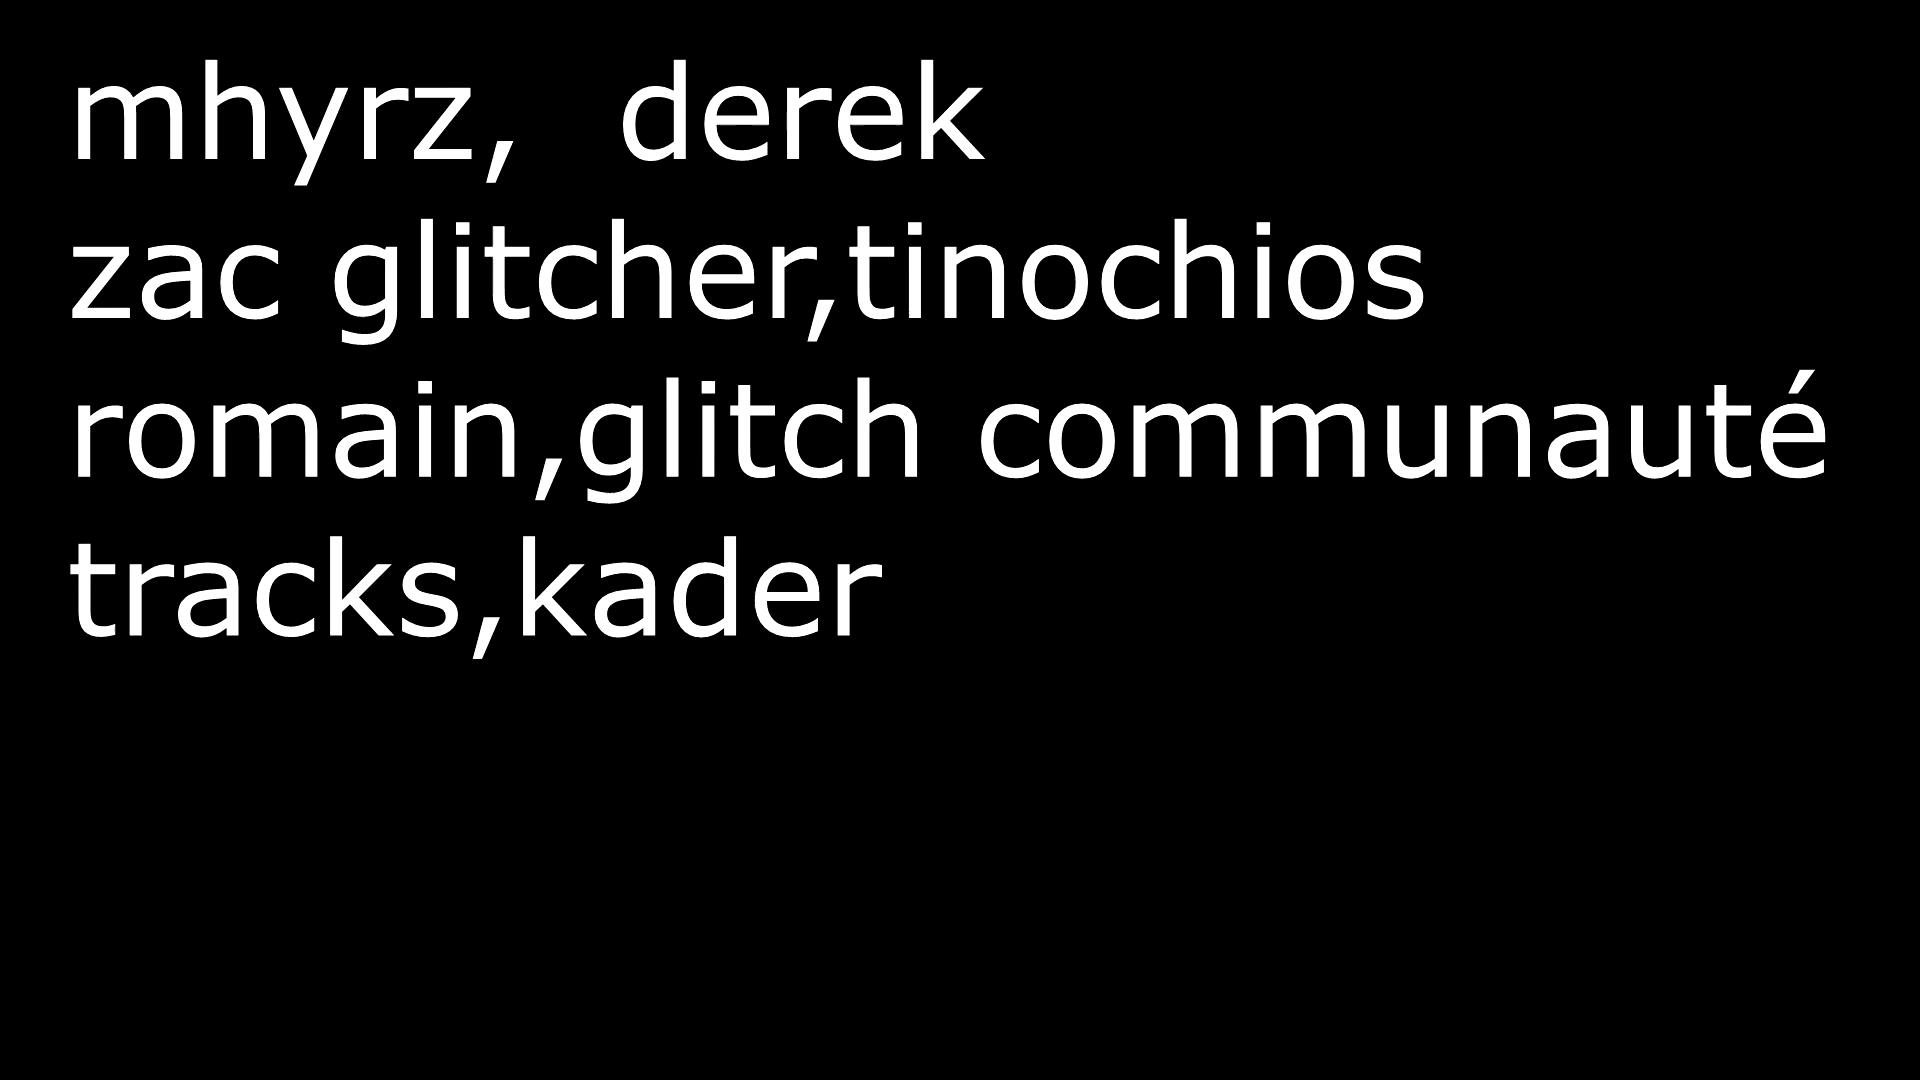 mhyrz,  derek
zac glitcher,tinochios
romain,glitch communauté
tracks,kader